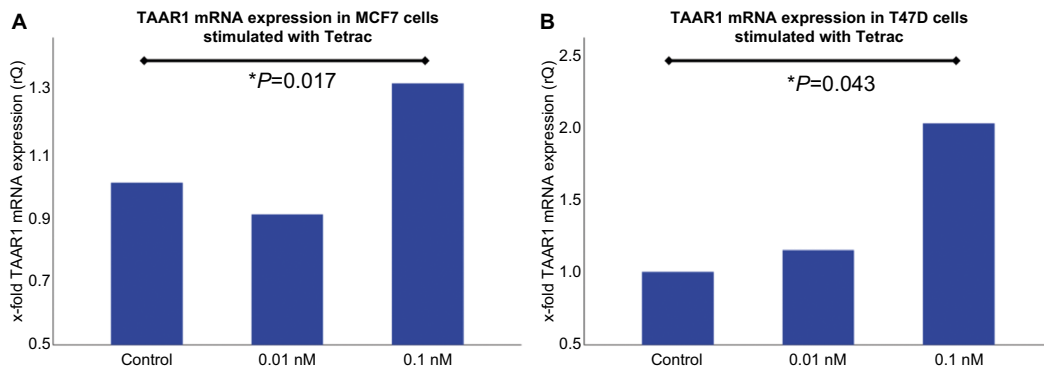 A
TAAR1 mRNA expression in MCF7 cells
stimulated with Tetrac
x-fold TAAR1 mRNA expression (rQ)
1.3
1.1
0.9
0.7
0.5
*P=0.017
Control
0.01 nM
0.1 nM
B
TAAR1 mRNA expression in T47D cells
stimulated with Tetrac
x-fold TAAR1 mRNA expression (rQ)
2.5
2.0
1.5
1.0
0.5
*P=0.043
Control
0.01 nM
0.1 nM